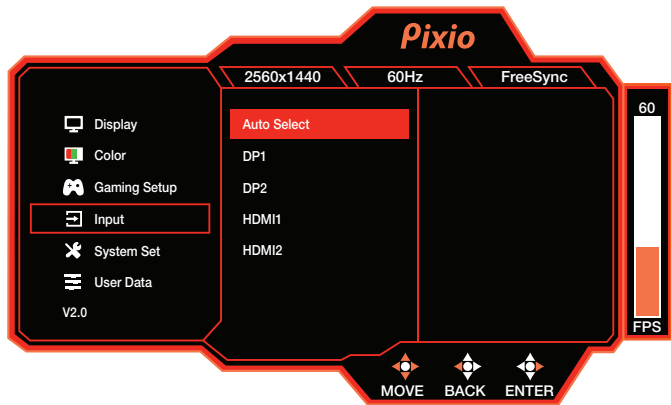 Pixio
2560x1440 60Hz FreeSync
60
Display
Color
Gaming Setup
Input
System Set
User Data
V2.0
Auto Select
DP1
DP2
HDMI1
HDMI2
FPS
MOVE BACK ENTER